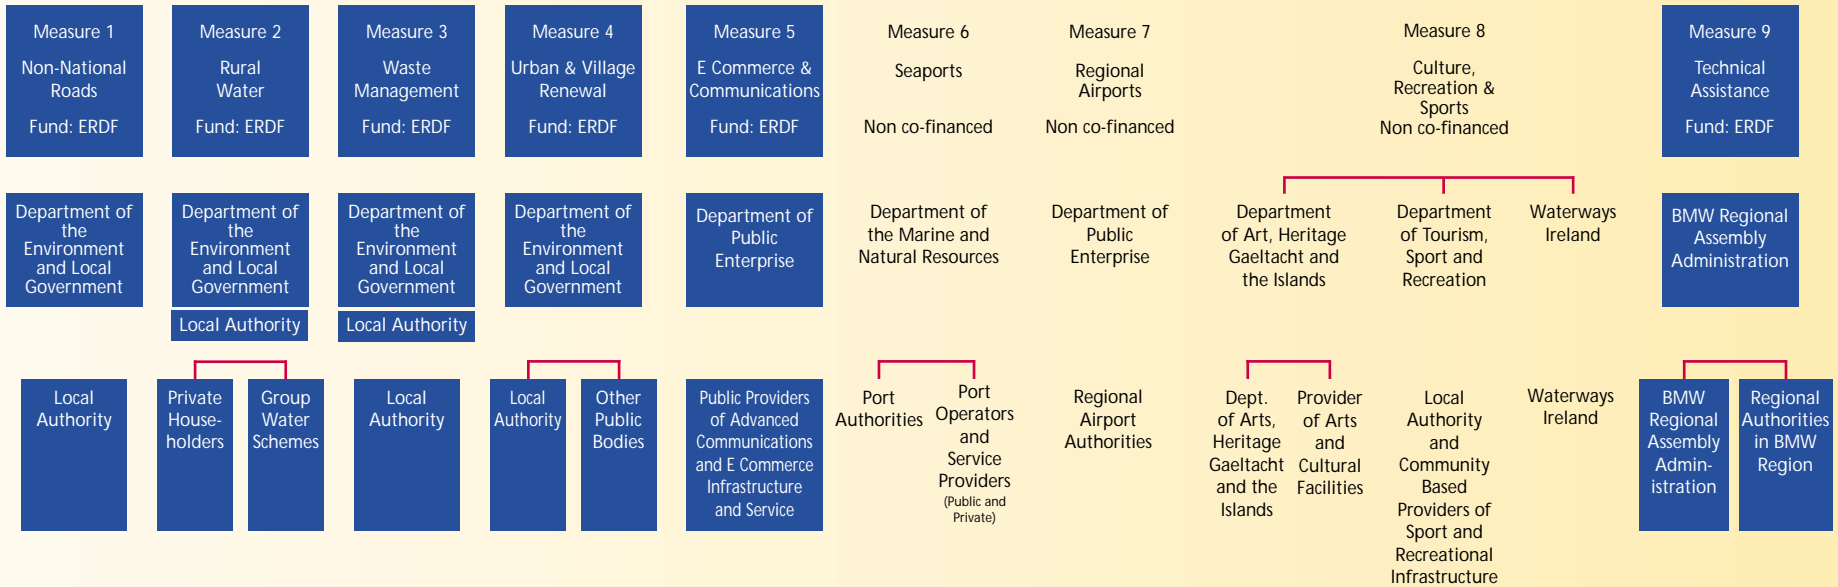 Measure 1
Non-National
Roads
Fund: ERDF
Measure 2
Rural
Water
Fund: ERDF
Measure 3
Waste
Management
Fund: ERDF
Measure 4
Urban & Village
Renewal
Fund: ERDF
Measure 5
E Commerce &
Communications
Fund: ERDF
Measure 6
Seaports
Non co-financed
Measure 7
Regional
Airports
Non co-financed
Measure 8
Culture,
Recreation &
Sports
Non co-financed
Measure 9
Technical
Assistance
Fund: ERDF
Department of
the
Environment
and Local
Government
Department of
the
Environment
and Local
Government
Local Authority
Department of
the
Environment
and Local
Government
Local Authority
Department of
the
Environment
and Local
Government
Department of
Public
Enterprise
Department of
the Marine and
Natural Resources
Department of
Public
Enterprise
Department
of Art, Heritage
Gaeltacht and
the Islands
Department
of Tourism,
Sport and
Recreation
Waterways
Ireland
BMW Regional
Assembly
Administration
Local
Authority
Private
House-
holders
Group
Water
Schemes
Local
Authority
Local
Authority
Other
Public
Bodies
Public Providers
of Advanced
Communications
and E Commerce
Infrastructure
and Service
Port
Authorities
Port
Operators
and
Service
Providers
(Public and
Private)
Regional
Airport
Authorities
Dept.
of Arts,
Heritage
Gaeltacht
and the
Islands
Provider
of Arts
and
Cultural
Facilities
Local
Authority
and
Community
Based
Providers of
Sport and
Recreational
Infrastructure
Waterways
Ireland
BMW
Regional
Assembly
Admin-
istration
Regional
Authorities
in BMW
Region